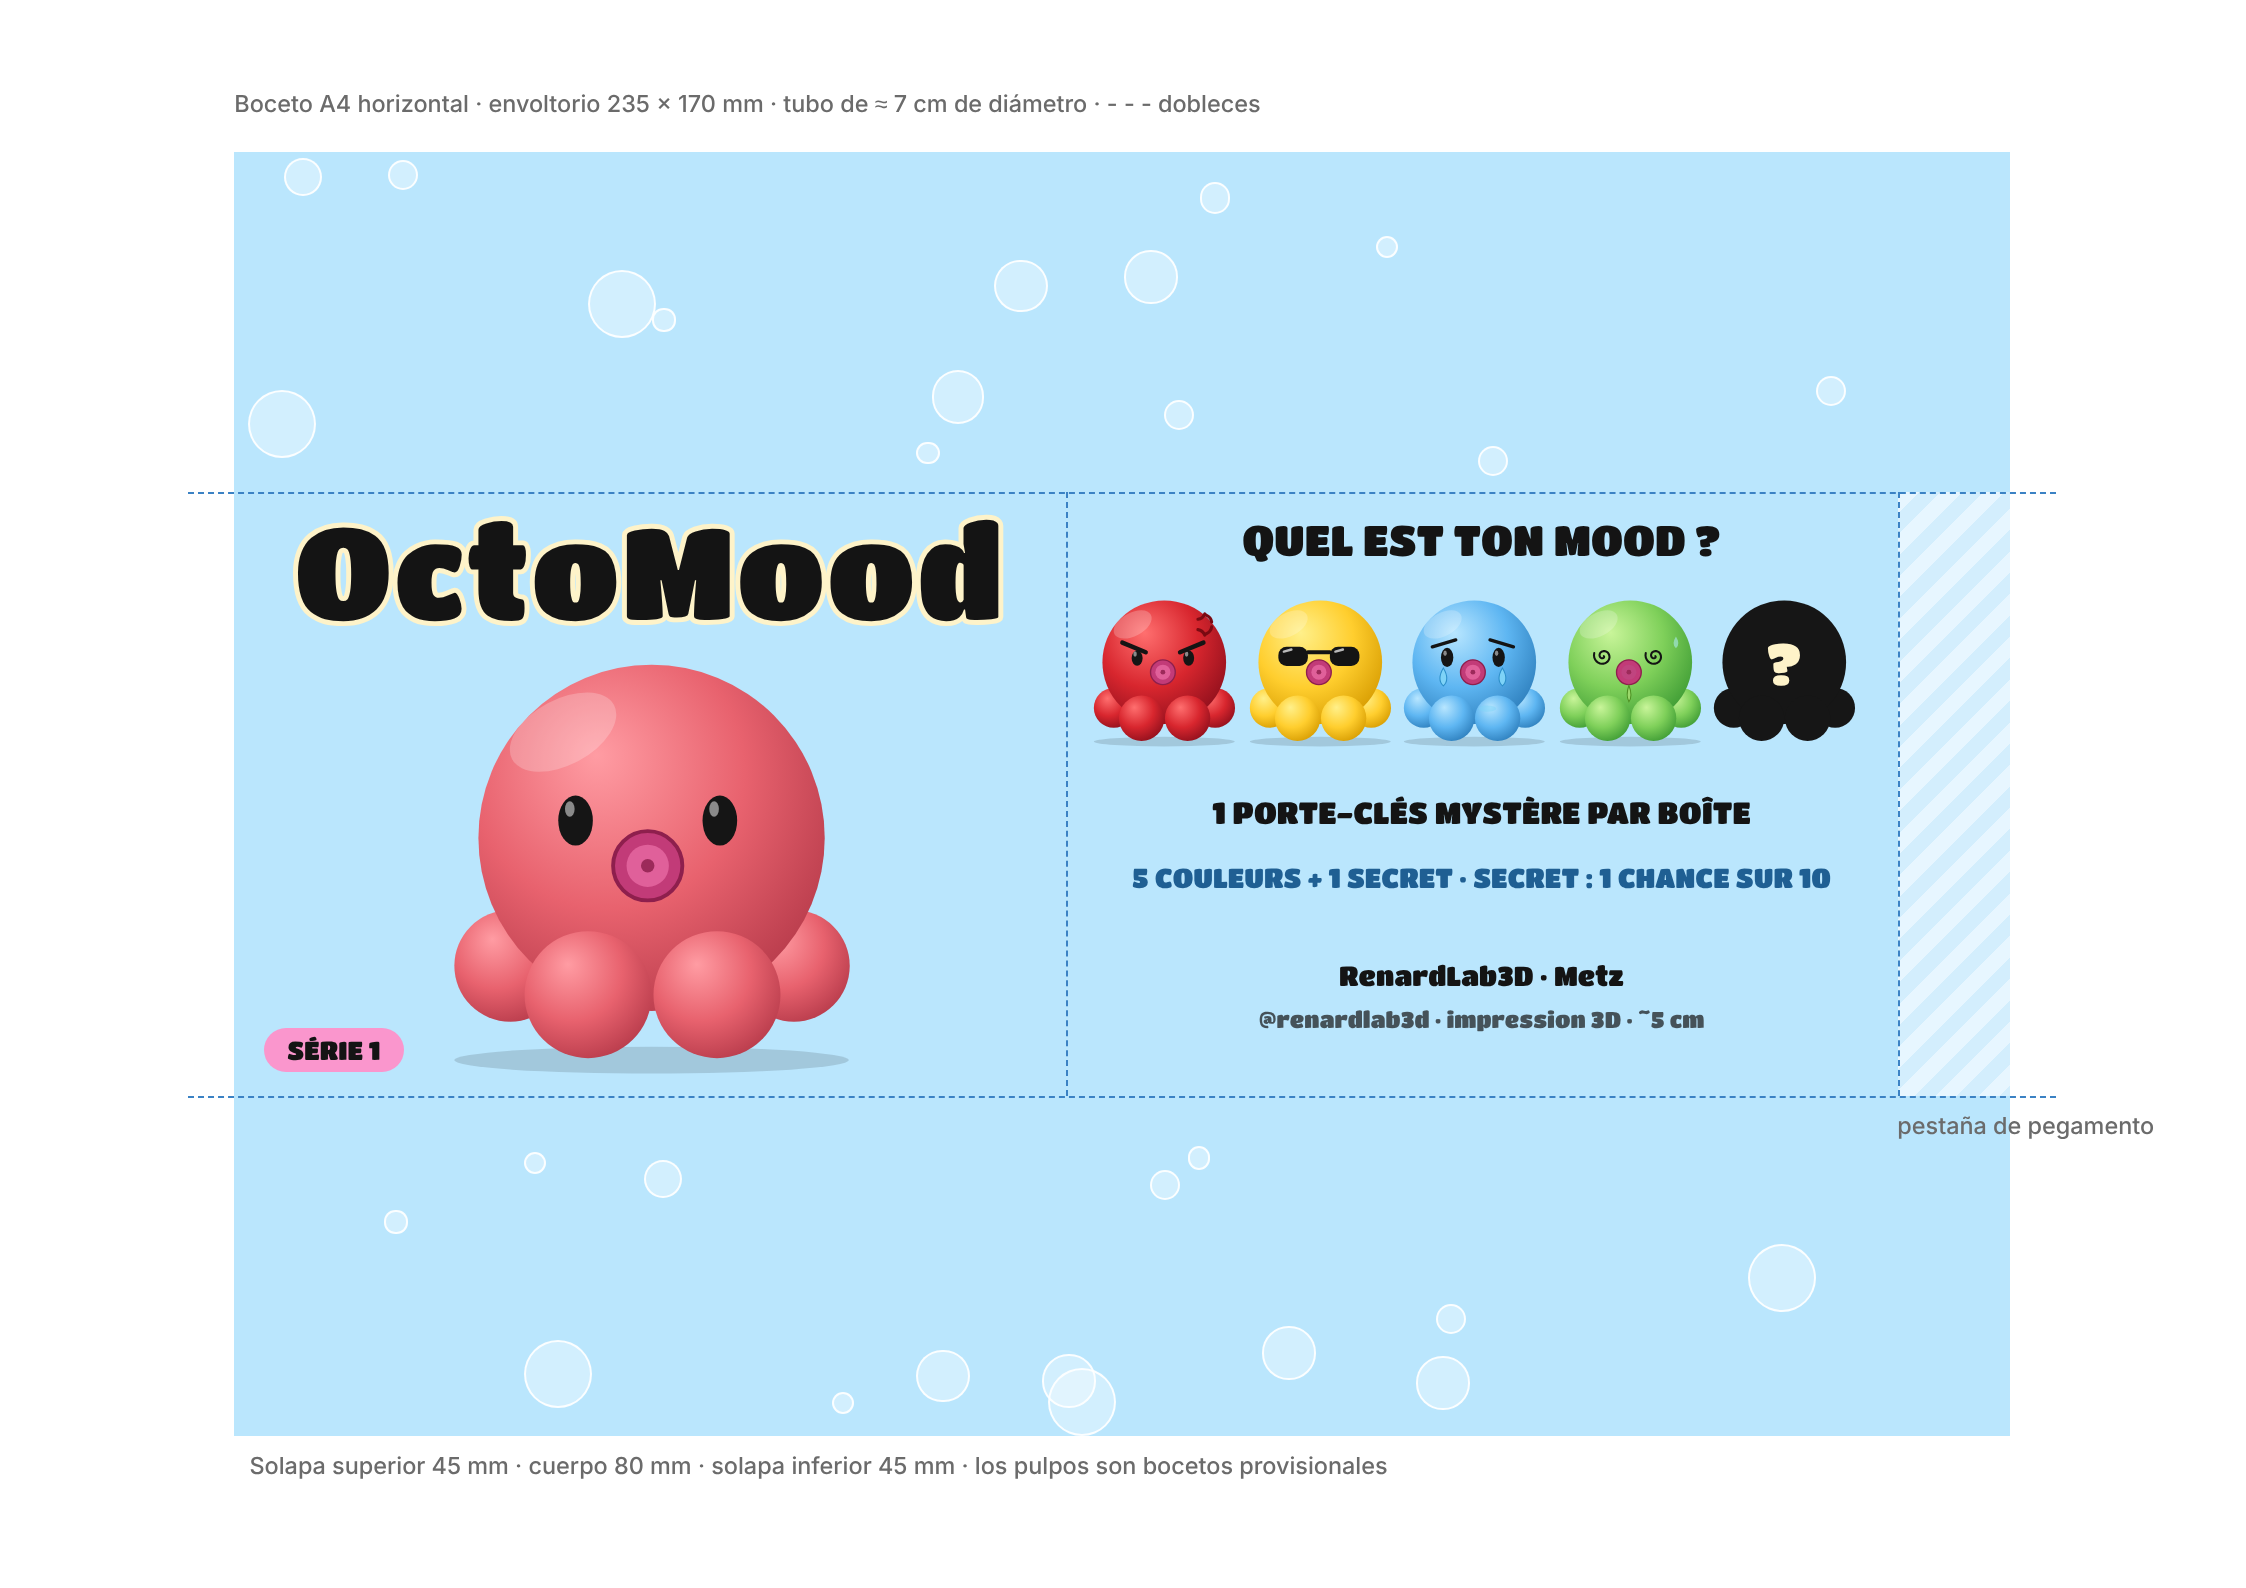 Boceto A4 horizontal · envoltorio 235 × 170 mm · tubo de ≈ 7 cm de diámetro · - - - dobleces
OctoMood
SÉRIE 1
QUEL EST TON MOOD ?
?
1 PORTE-CLÉS MYSTÈRE PAR BOÎTE
5 COULEURS + 1 SECRET · SECRET : 1 CHANCE SUR 10
RenardLab3D · Metz
@renardlab3d · impression 3D · ~5 cm
pestaña de pegamento
Solapa superior 45 mm · cuerpo 80 mm · solapa inferior 45 mm · los pulpos son bocetos provisionales